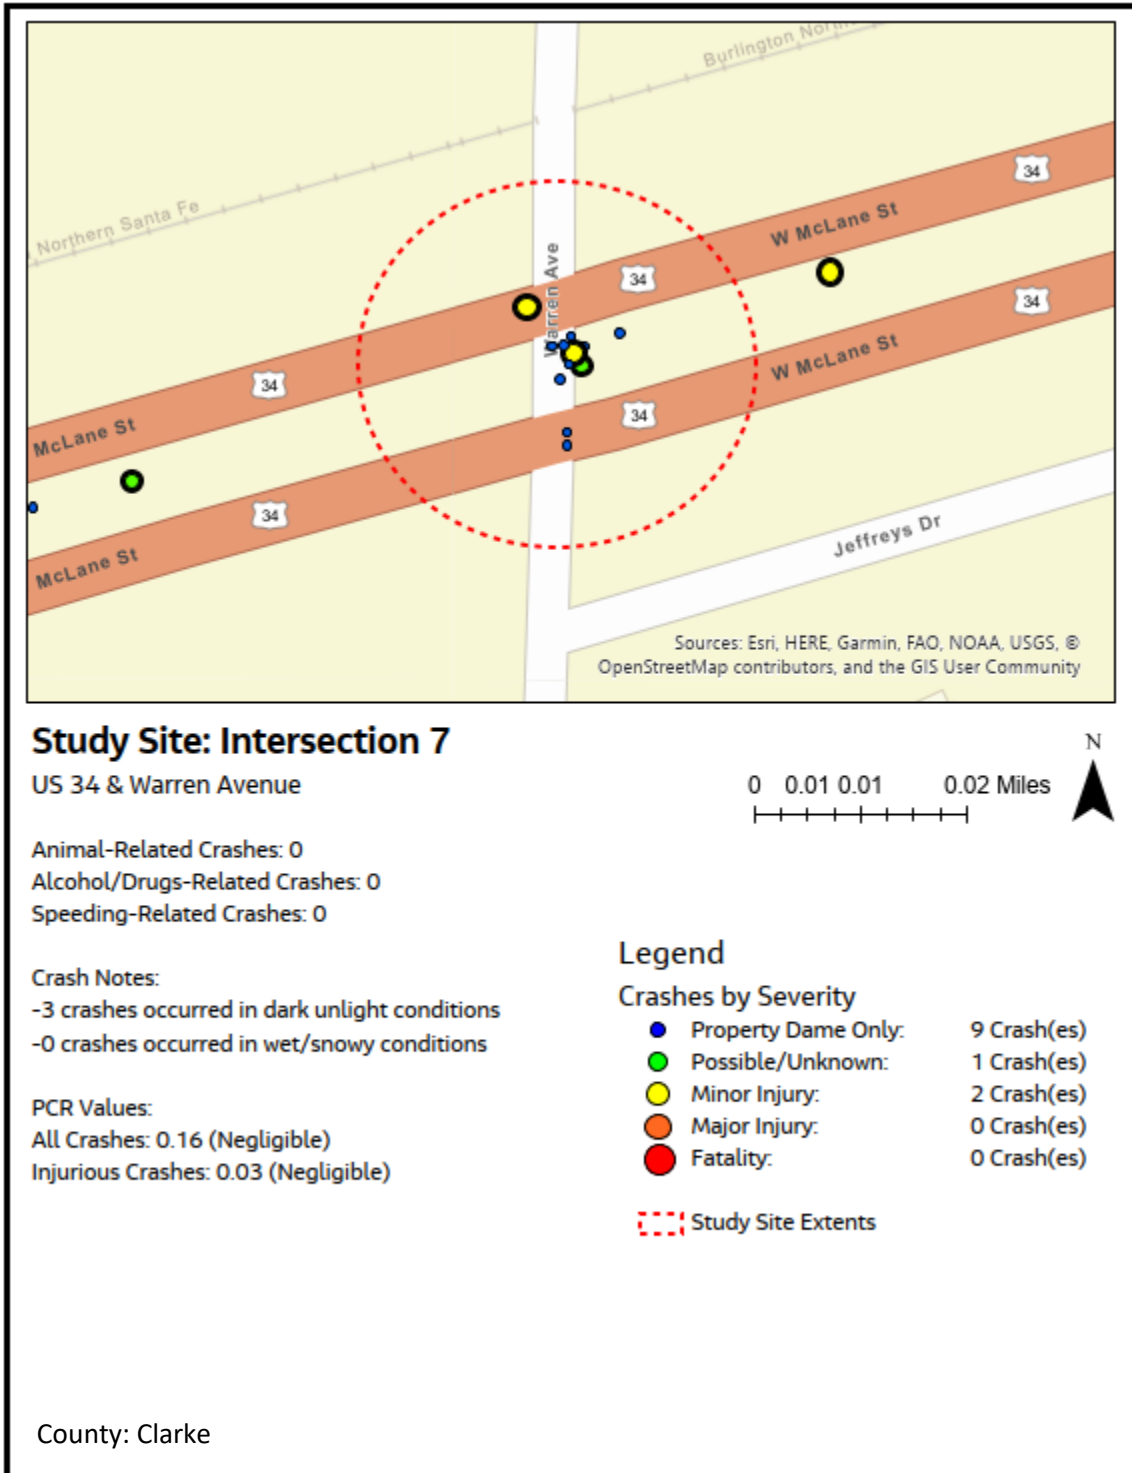 Burlington North
Northern Santa Fe
34
W McLane St
Warren Ave
34
34
W McLane St
34
McLane St
34
34
McLane St
Jeffreys Dr
Sources: Esri, HERE, Garmin, FAO, NOAA, USGS, ©
OpenStreetMap contributors, and the GIS User Community
Study Site: Intersection 7
US 34 & Warren Avenue
N
0 0.01 0.01 0.02 Miles
Animal-Related Crashes: 0
Alcohol/Drugs-Related Crashes: 0
Speeding-Related Crashes: 0
Crash Notes:
-3 crashes occurred in dark unlight conditions
-0 crashes occurred in wet/snowy conditions
PCR Values:
All Crashes: 0.16 (Negligible)
Injurious Crashes: 0.03 (Negligible)
Legend
Crashes by Severity
Property Dame Only: 9 Crash(es)
Possible/Unknown: 1 Crash(es)
Minor Injury: 2 Crash(es)
Major Injury: 0 Crash(es)
Fatality: 0 Crash(es)
Study Site Extents
County: Clarke